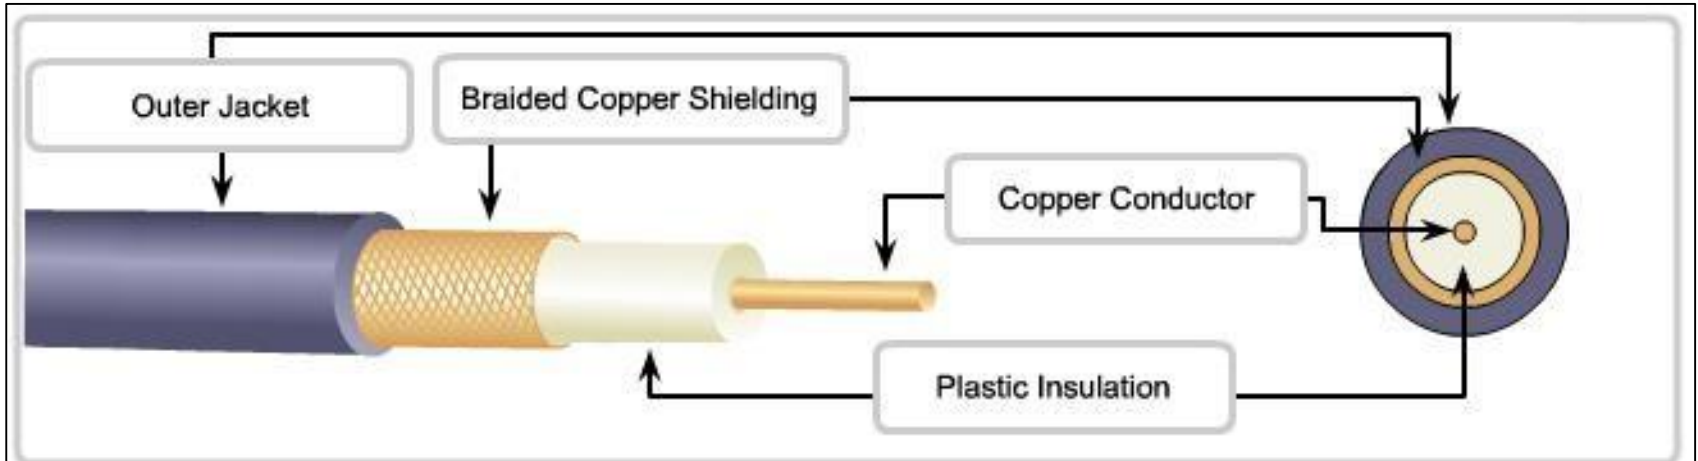 Outer Jacket
Braided Copper Shielding
Copper Conductor
Plastic Insulation